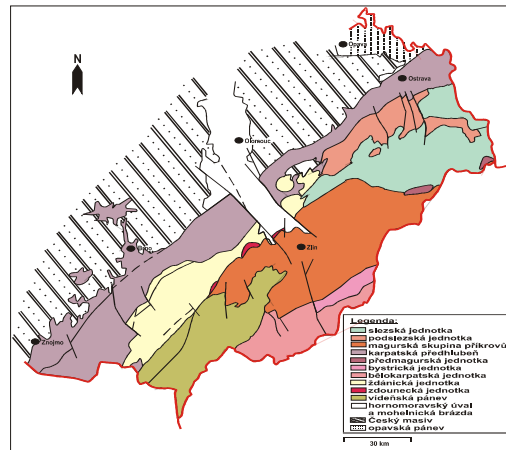 Opava
N
Ostrava
Olomouc
Brno
Zlín
Znojmo
Legenda:
slezská jednotka
podslezská jednotka
magurská skupina příkrovů
karpatská předhlubeň
předmagurská jednotka
bystrická jednotka
bělokarpatská jednotka
ždánická jednotka
zdounecká jednotka
vídeňská pánev
hornomoravský úval
a mohelnická brázda
Český masiv
opavská pánev
30 km